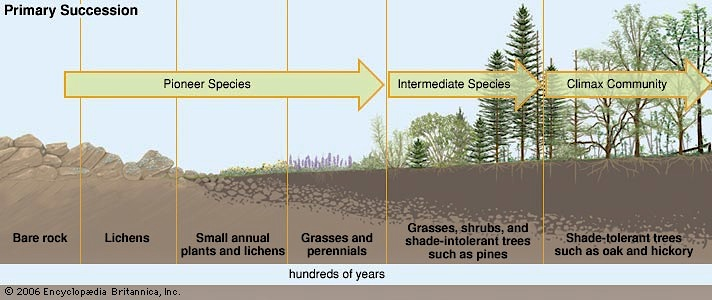 Primary Succession
Pioneer Species
Intermediate Species
Climax Community
Bare rock
Lichens
Small annual
plants and lichens
Grasses and
perennials
Grasses, shrubs, and
shade-intolerant trees
such as pines
Shade-tolerant trees
such as oak and hickory
hundreds of years
© 2006 Encyclopædia Britannica, Inc.